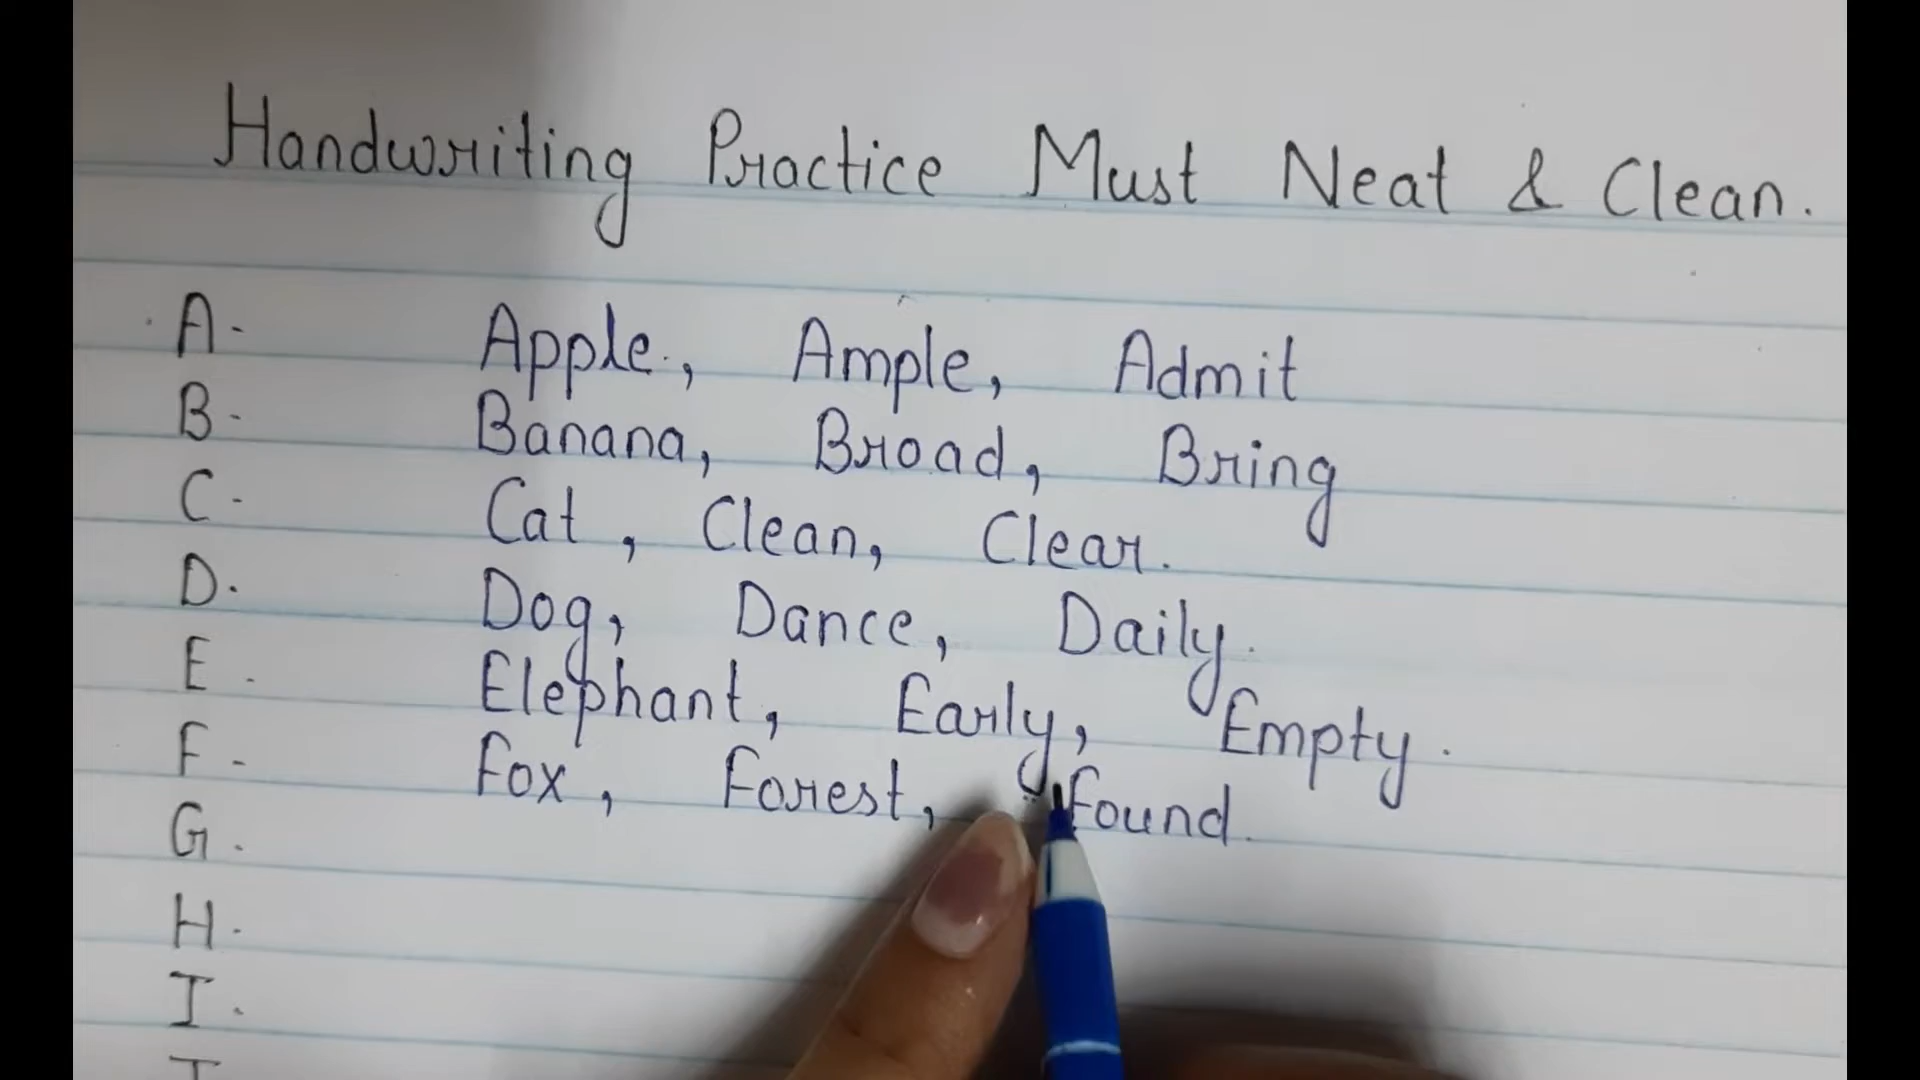 Handwriting Practice Must Neat & Clean.
A- Apple, Ample, Admit
B- Banana, Broad, Bring
C- Cat, Clean, Clear.
D. Dog, Dance, Daily.
E. Elephant, Early, Empty.
F- Fox, Forest, Found.
G.
H.
I.